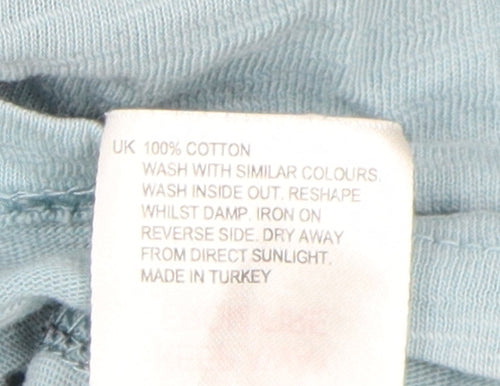 UK 100% COTTON
WASH WITH SIMILAR COLOURS.
WASH INSIDE OUT. RESHAPE
WHILST DAMP. IRON ON
REVERSE SIDE. DRY AWAY
FROM DIRECT SUNLIGHT.
MADE IN TURKEY